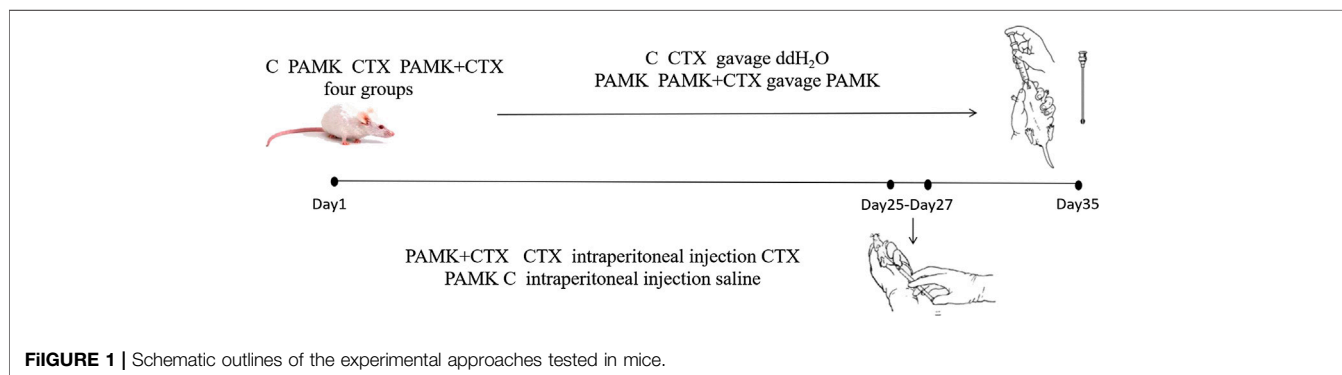 C PAMK CTX PAMK+CTX
four groups
C CTX gavage ddH₂O
PAMK PAMK+CTX gavage PAMK
Day1
Day25-Day27
Day35
PAMK+CTX CTX intraperitoneal injection CTX
PAMK C intraperitoneal injection saline
FiIGURE 1 | Schematic outlines of the experimental approaches tested in mice.